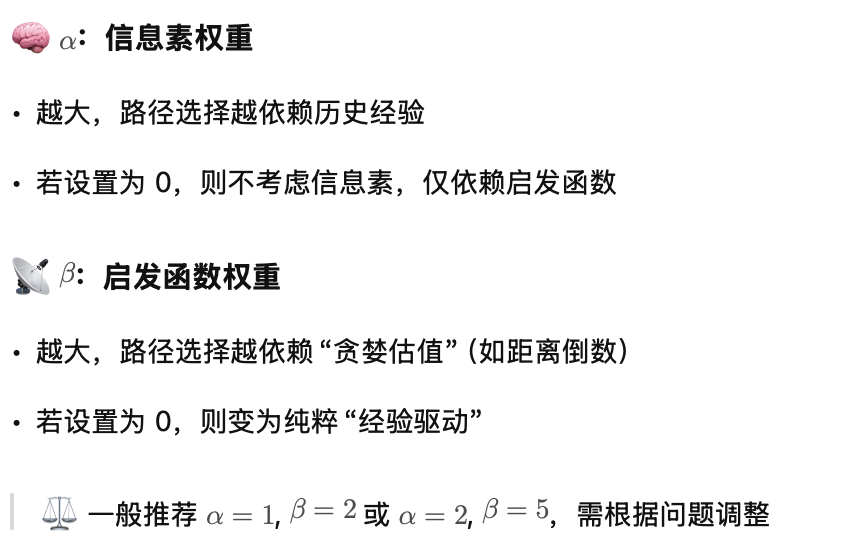 🧠 α：信息素权重
• 越大，路径选择越依赖历史经验
• 若设置为 0，则不考虑信息素，仅依赖启发函数
📡 β：启发函数权重
• 越大，路径选择越依赖“贪婪估值”（如距离倒数）
• 若设置为 0，则变为纯粹“经验驱动”
⚖️ 一般推荐 α = 1, β = 2 或 α = 2, β = 5，需根据问题调整